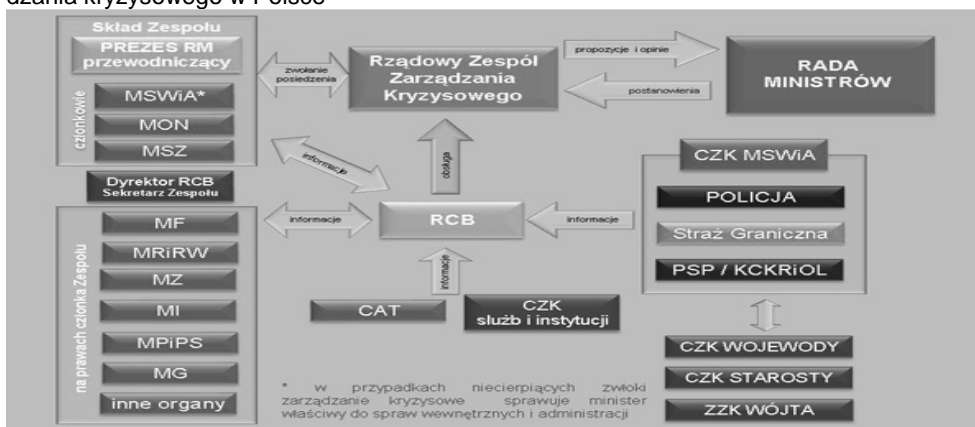 dzania kryzysowego w Polsce
Skład Zespołu
PREZES RM
przewodniczący
członkowie
MSWiA*
MON
MSZ
Dyrektor RCB
Sekretarz Zespołu
na prawach członka Zespołu
MF
MRiRW
MZ
MI
MPiPS
MG
inne organy
zwołanie
posiedzenia
Rządowy Zespół
Zarządzania
Kryzysowego
propozycje i opinie
postanowienia
RADA
MINISTRÓW
informacje
obsługa
informacje
RCB
informacje
informacje
CAT
CZK
służb i instytucji
CZK MSWiA
POLICJA
Straż Graniczna
PSP / KCKRiOL
CZK WOJEWODY
CZK STAROSTY
ZZK WÓJTA
* w przypadkach niecierpiących zwłoki
zarządzanie kryzysowe sprawuje minister
właściwy do spraw wewnętrznych i administracji